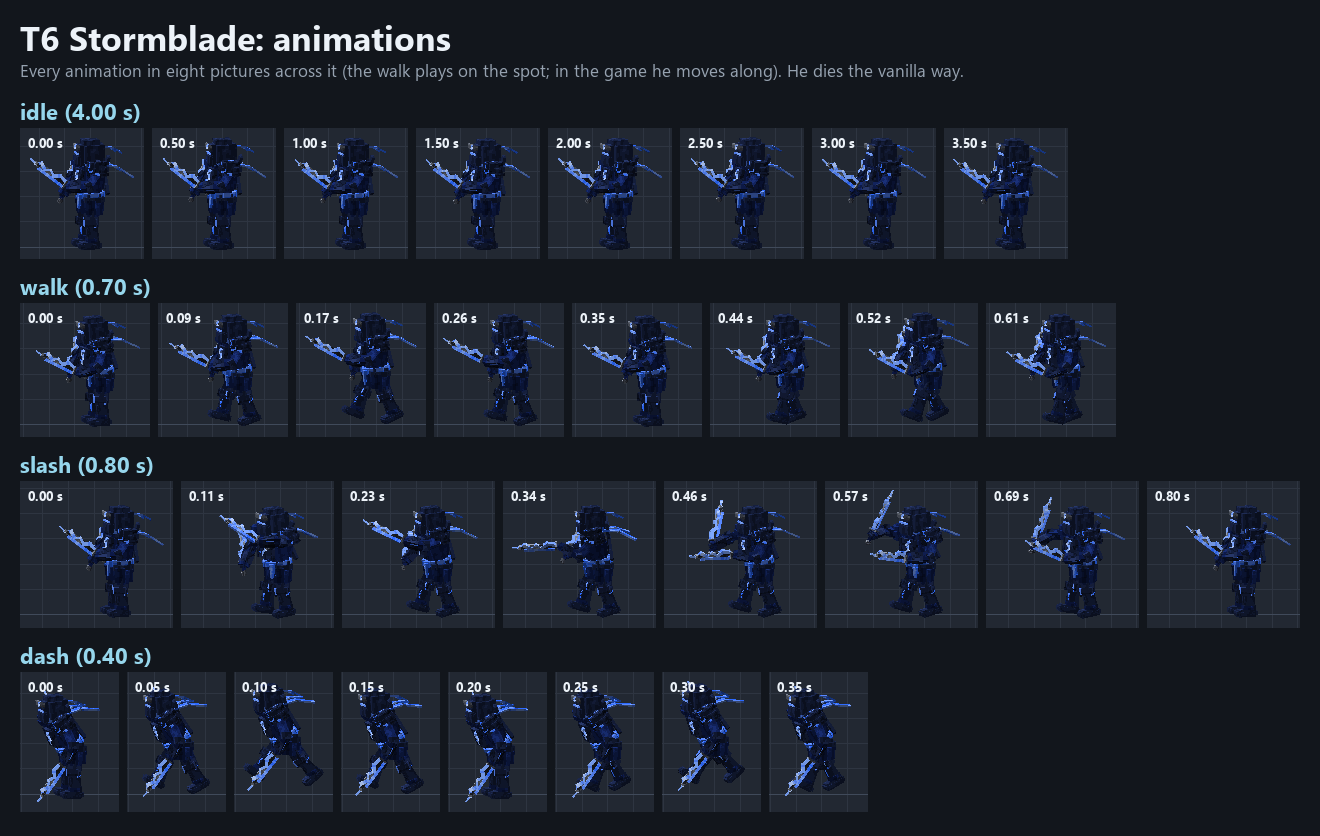 T6 Stormblade: animations
Every animation in eight pictures across it (the walk plays on the spot; in the game he moves along). He dies the vanilla way.
idle (4.00 s)
0.00 s 0.50 s 1.00 s 1.50 s 2.00 s 2.50 s 3.00 s 3.50 s
walk (0.70 s)
0.00 s 0.09 s 0.17 s 0.26 s 0.35 s 0.44 s 0.52 s 0.61 s
slash (0.80 s)
0.00 s 0.11 s 0.23 s 0.34 s 0.46 s 0.57 s 0.69 s 0.80 s
dash (0.40 s)
0.00 s 0.05 s 0.10 s 0.15 s 0.20 s 0.25 s 0.30 s 0.35 s